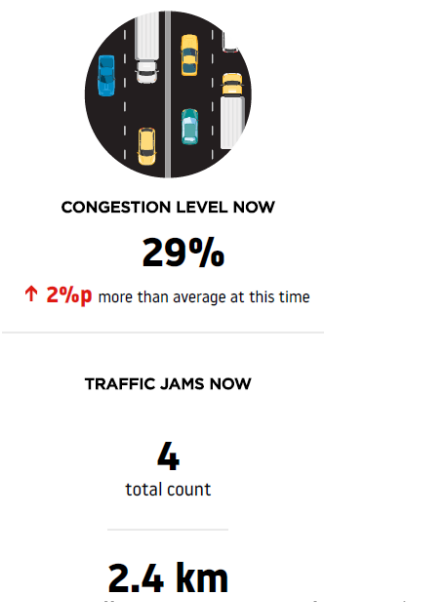 CONGESTION LEVEL NOW
29%
↑ 2%p more than average at this time
TRAFFIC JAMS NOW
4
total count
2.4 km